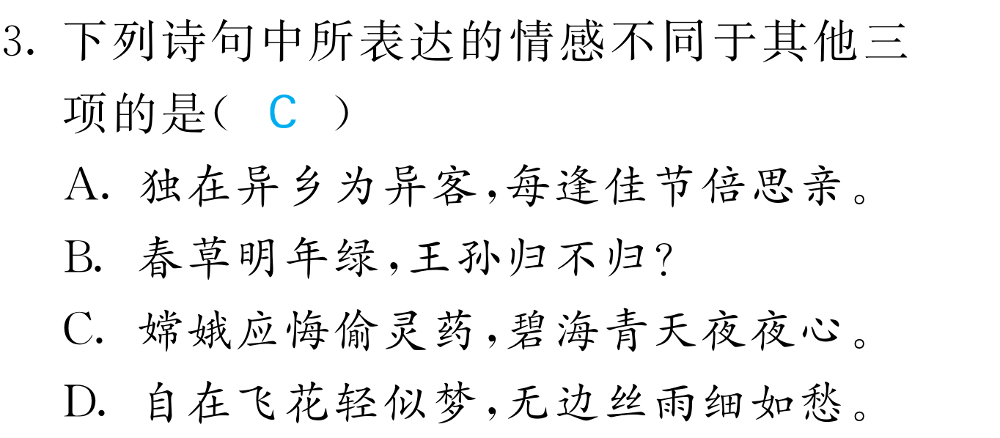 3. 下列诗句中所表达的情感不同于其他三
项的是( C )
A. 独在异乡为异客,每逢佳节倍思亲。
B. 春草明年绿,王孙归不归?
C. 嫦娥应悔偷灵药,碧海青天夜夜心。
D. 自在飞花轻似梦,无边丝雨细如愁。